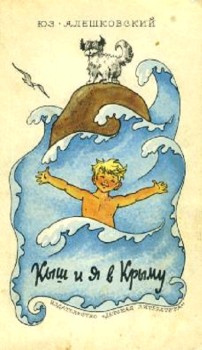 ЮЗ·АЛЕШКОВСКИЙ
Кыш и я в Крыму
ИЗДАТЕЛЬСТВО «ДЕТСКАЯ ЛИТЕРАТУРА»